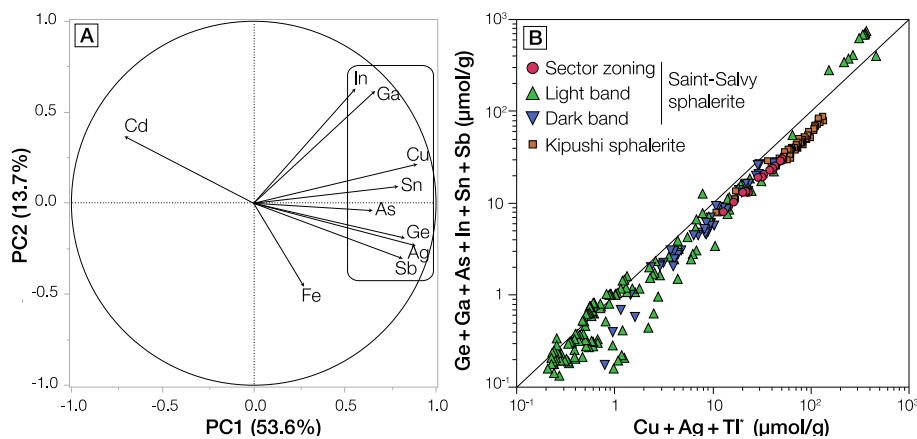 A
1.0
0.5
0.0
-0.5
-1.0
-1.0
-0.5
0.0
0.5
1.0
PC2 (13.7%)
PC1 (53.6%)
In
Ga
Cd
Cu
Sn
As
Ge
Ag
Sb
Fe
B
Sector zoning
Light band
Dark band
Saint-Salvy
sphalerite
Kipushi sphalerite
10³
10²
10
1
10⁻¹
10⁻¹
1
10
10²
10³
Ge + Ga + As + In + Sn + Sb (µmol/g)
Cu + Ag + Tl* (µmol/g)